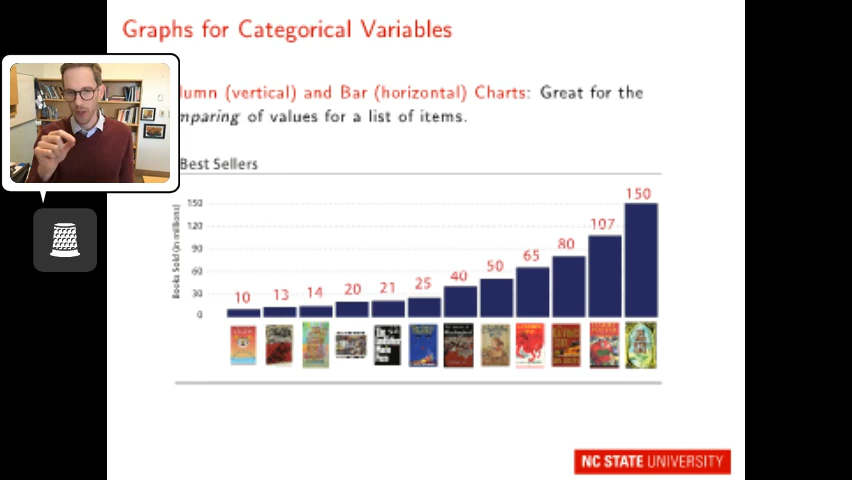 Graphs for Categorical Variables
lumn (vertical) and Bar (horizontal) Charts: Great for the
mparing of values for a list of items.
Best Sellers
Books Sold (in millions)
150
120
90
60
30
0
10 13 14 20 21 25 40 50 65 80 107 150
NC STATE UNIVERSITY